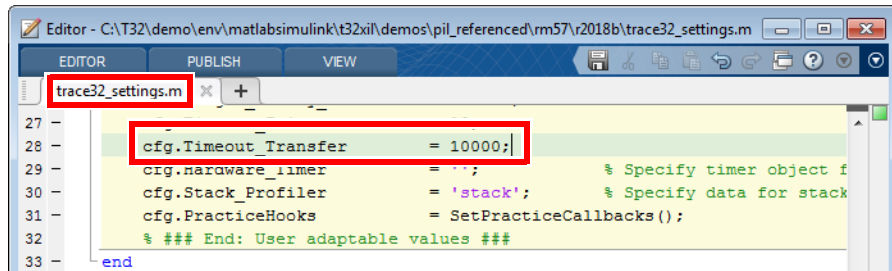 Editor - C:\T32\demo\env\matlabsimulink\t32xil\demos\pil_referenced\rm57\r2018b\trace32_settings.m
EDITOR PUBLISH VIEW
trace32_settings.m
27 –
28 – cfg.Timeout_Transfer = 10000;
29 – cfg.Hardware_Timer = ''; % Specify timer object f
30 – cfg.Stack_Profiler = 'stack'; % Specify data for stack
31 – cfg.PracticeHooks = SetPracticeCallbacks();
32 % ### End: User adaptable values ###
33 – end